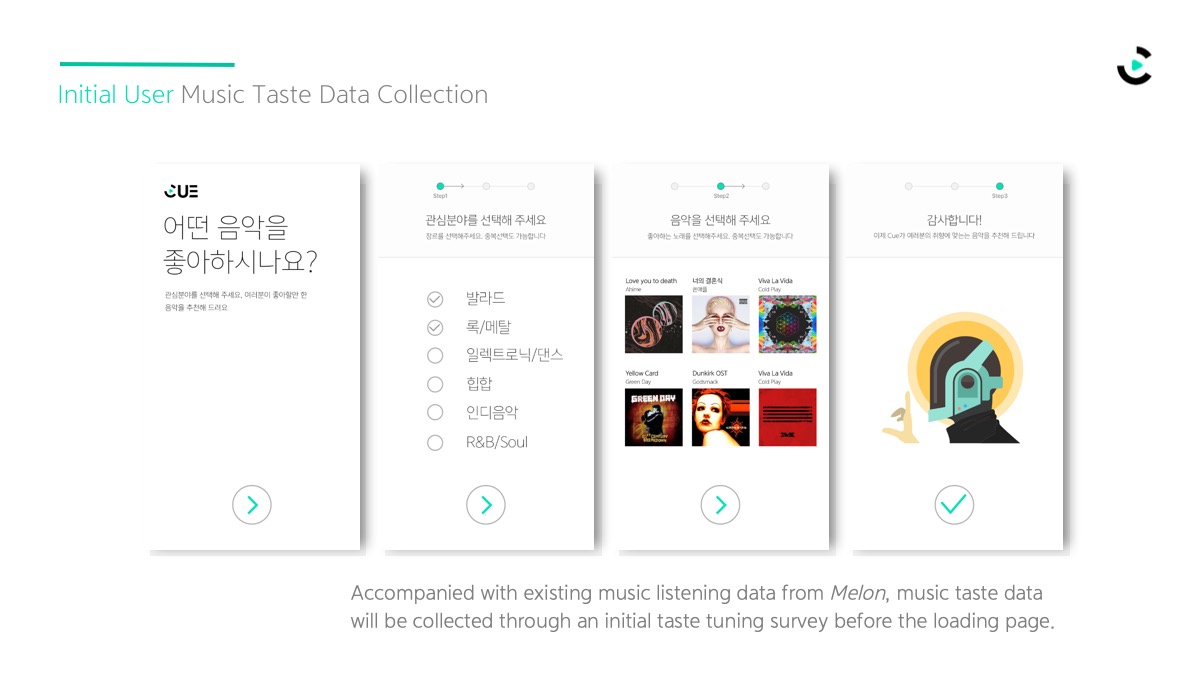 Initial User Music Taste Data Collection
CUE
어떤 음악을
좋아하시나요?
관심분야를 선택해 주세요, 여러분이 좋아할만 한
음악을 추천해 드려요
Step1
관심분야를 선택해 주세요
장르를 선택해주세요. 중복선택도 가능합니다
발라드
록/메탈
일렉트로닉/댄스
힙합
인디음악
R&B/Soul
Step2
음악을 선택해 주세요
좋아하는 노래를 선택해주세요. 중복선택도 가능합니다
Love you to death
너의 결혼식
Viva La Vida
Cold Play
Yellow Card
Dunkirk OST
Viva La Vida
Green Day
Godsmack
Cold Play
GREEN DAY
Step3
감사합니다!
이제 Cue가 여러분의 취향에 맞는는 음악을 추천해 드립니다
Accompanied with existing music listening data from Melon, music taste data
will be collected through an initial taste tuning survey before the loading page.